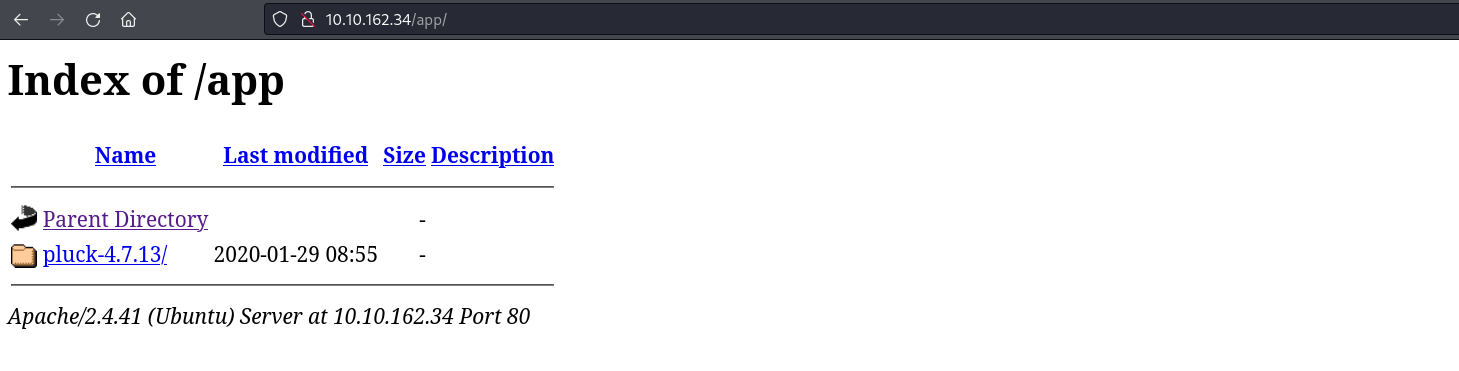 10.10.162.34/app/
Index of /app
Name Last modified Size Description
Parent Directory -
pluck-4.7.13/ 2020-01-29 08:55 -
Apache/2.4.41 (Ubuntu) Server at 10.10.162.34 Port 80